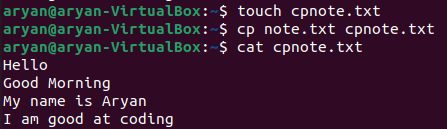 aryan@aryan-VirtualBox:~$ touch cpnote.txt
aryan@aryan-VirtualBox:~$ cp note.txt cpnote.txt
aryan@aryan-VirtualBox:~$ cat cpnote.txt
Hello
Good Morning
My name is Aryan
I am good at coding